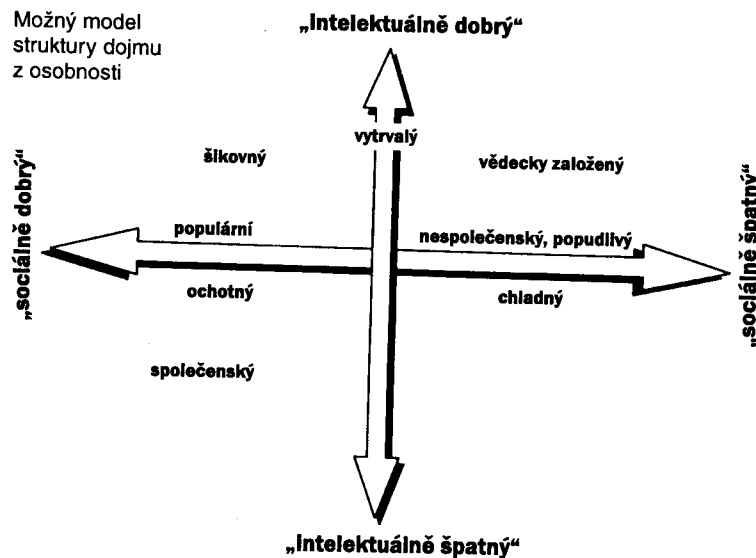 Možný model
struktury dojmu
z osobnosti
„intelektuálně dobrý“
vytrvalý
šikovný
vědecky založený
„sociálně dobrý“
populární
nespolečenský, popudlivý
„sociálně špatný“
ochotný
chladný
společenský
„intelektuálně špatný“